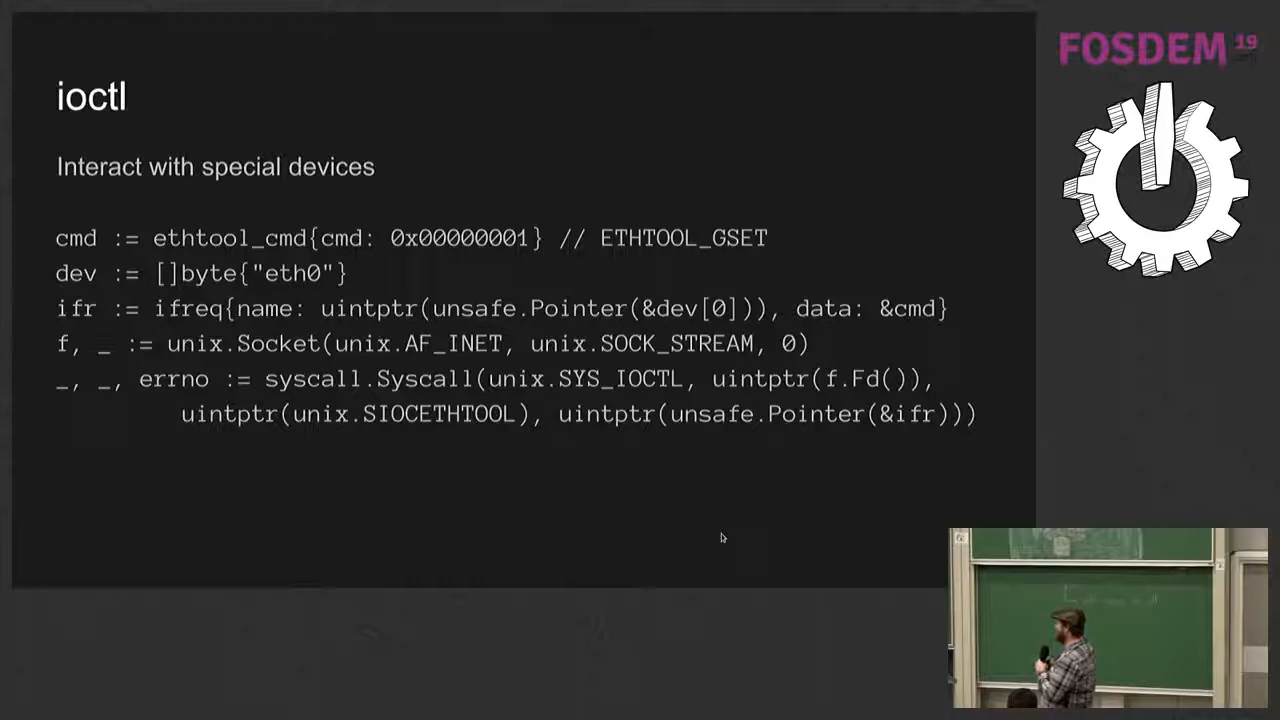 ioctl
Interact with special devices
cmd := ethtool_cmd{cmd: 0x00000001} // ETHTOOL_GSET
dev := []byte{"eth0"}
ifr := ifreq{name: uintptr(unsafe.Pointer(&dev[0])), data: &cmd}
f, _ := unix.Socket(unix.AF_INET, unix.SOCK_STREAM, 0)
_, _, errno := syscall.Syscall(unix.SYS_IOCTL, uintptr(f.Fd()),
uintptr(unix.SIOCETHTOOL), uintptr(unsafe.Pointer(&ifr)))
FOSDEM 19